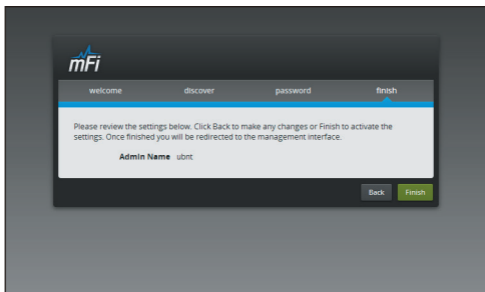 mFi
welcome discover password finish
Please review the settings below. Click Back to make any changes or Finish to activate the
settings. Once finished you will be redirected to the management interface.
Admin Name ubnt
Back Finish